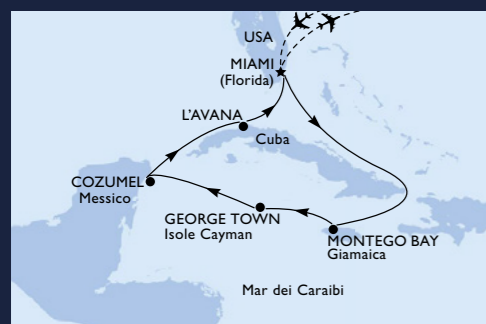 USA
MIAMI
(Florida)
L'AVANA
Cuba
COZUMEL
Messico
GEORGE TOWN
Isole Cayman
MONTEGO BAY
Giamaica
Mar dei Caraibi